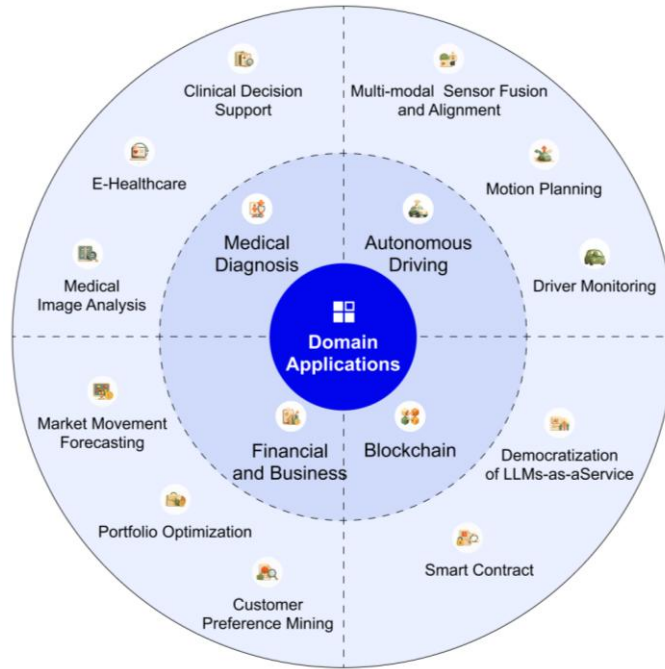 Clinical Decision
Support
E-Healthcare
Medical
Image Analysis
Multi-modal Sensor Fusion
and Alignment
Motion Planning
Driver Monitoring
Medical
Diagnosis
Autonomous
Driving
Domain
Applications
Financial
and Business
Blockchain
Market Movement
Forecasting
Portfolio Optimization
Customer
Preference Mining
Democratization
of LLMs-as-aService
Smart Contract